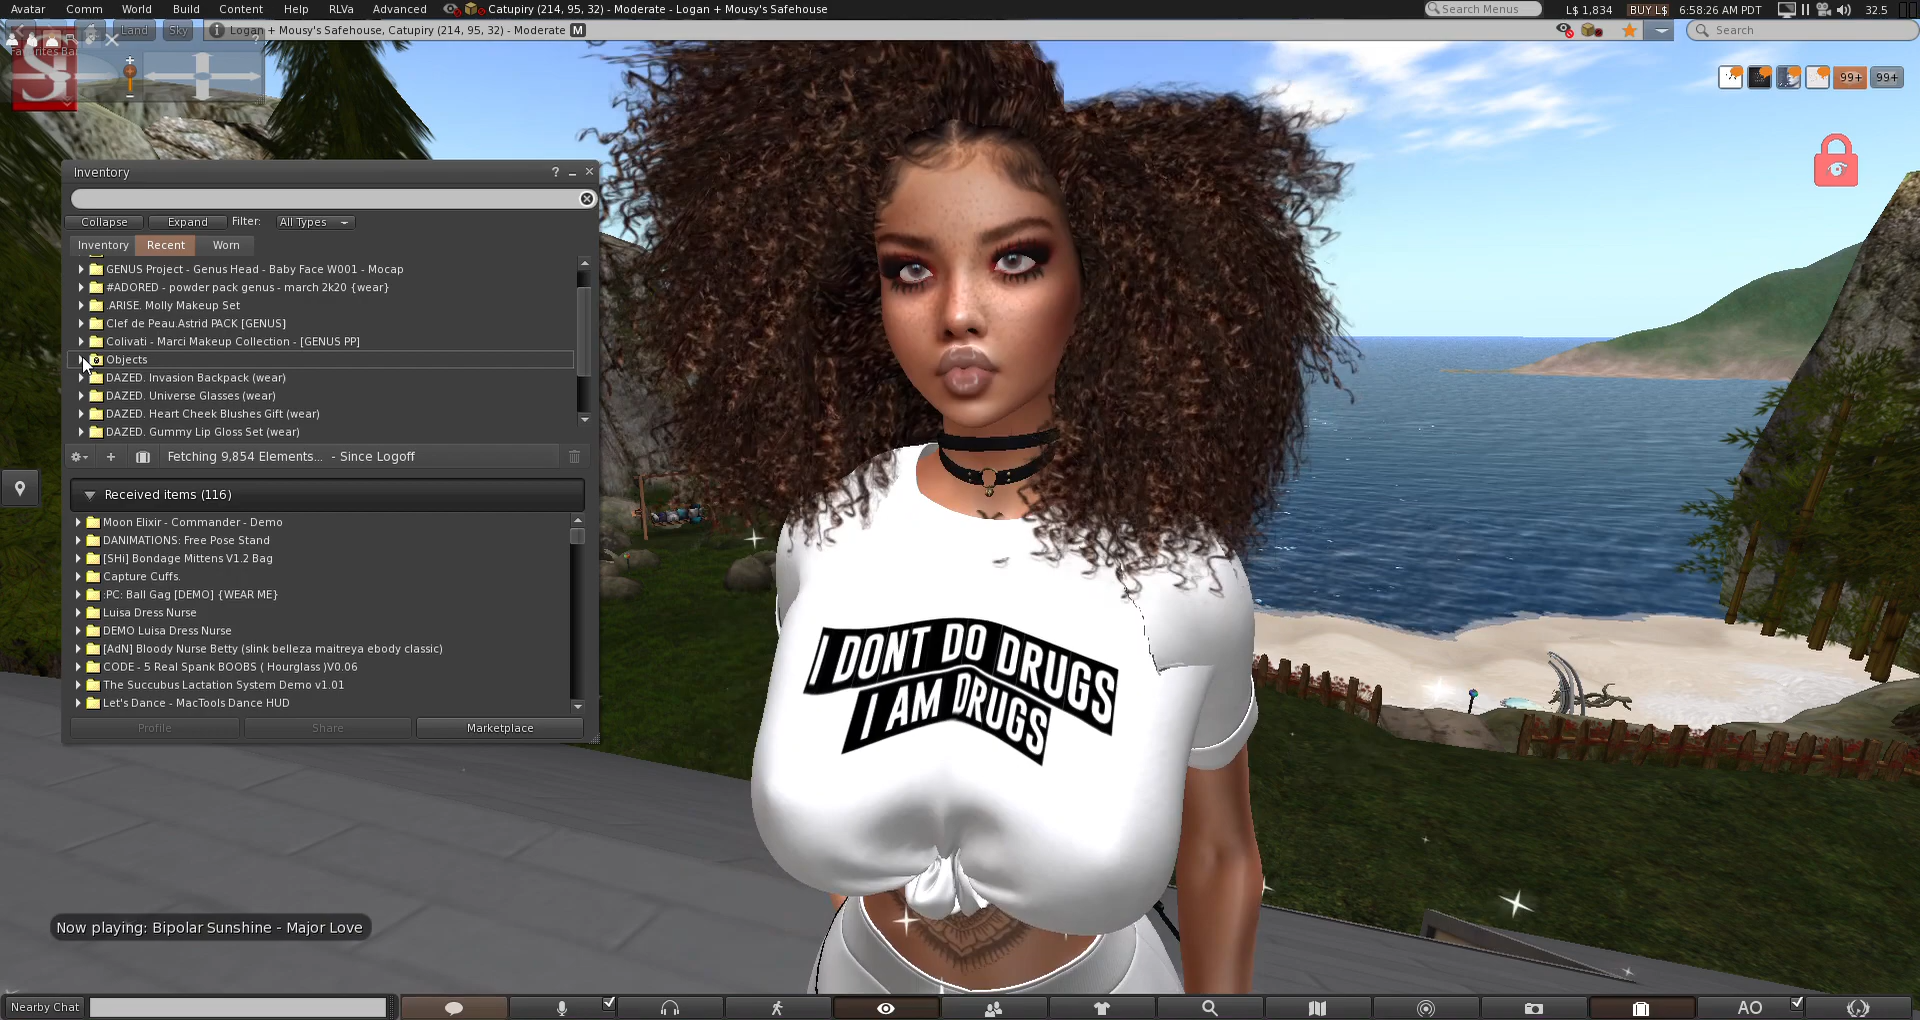 Avatar Comm World Build Content Help RLVa Advanced Catupiry (214, 95, 32) - Moderate - Logan + Mousy's Safehouse Search Menus L$ 1,834 BUY L$ 6:58:26 AM PDT 32.5
Land Sky Logan + Mousy's Safehouse, Catupiry (214, 95, 32) - Moderate M Search
99+ 99+
Inventory ?
Collapse Expand Filter: All Types
Inventory Recent Worn
GENUS Project - Genus Head - Baby Face W001 - Mocap
#ADORED - powder pack genus - march 2k20 {wear}
.ARISE. Molly Makeup Set
Clef de Peau.Astrid PACK [GENUS]
Colivati - Marci Makeup Collection - [GENUS PP]
Objects
DAZED. Invasion Backpack (wear)
DAZED. Universe Glasses (wear)
DAZED. Heart Cheek Blushes Gift (wear)
DAZED. Gummy Lip Gloss Set (wear)
Fetching 9,854 Elements... - Since Logoff
Received items (116)
Moon Elixir - Commander - Demo
DANIMATIONS: Free Pose Stand
[SHi] Bondage Mittens V1.2 Bag
Capture Cuffs.
:PC: Ball Gag [DEMO] {WEAR ME}
Luisa Dress Nurse
DEMO Luisa Dress Nurse
[AdN] Bloody Nurse Betty (slink belleza maitreya ebody classic)
CODE - 5 Real Spank BOOBS ( Hourglass )V0.06
The Succubus Lactation System Demo v1.01
Let's Dance - MacTools Dance HUD
Profile Share Marketplace
I DONT DO DRUGS
I AM DRUGS
Now playing: Bipolar Sunshine - Major Love
Nearby Chat AO